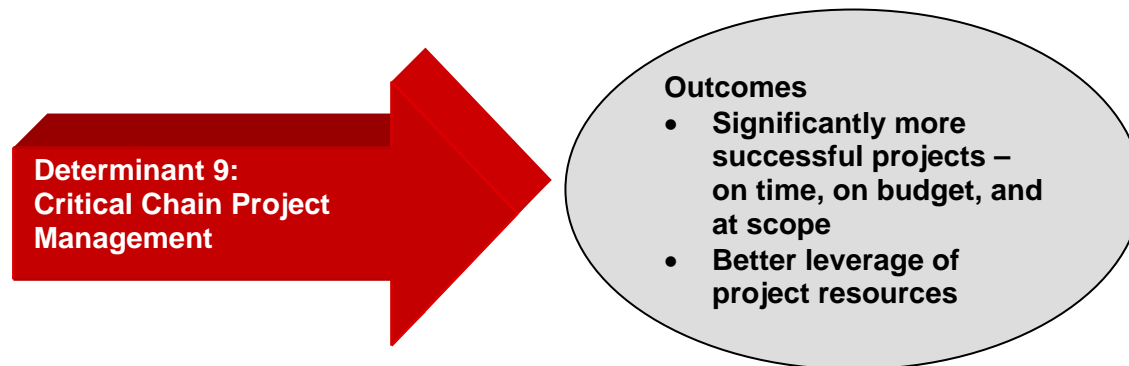 Determinant 9:
Critical Chain Project
Management
Outcomes
• Significantly more
successful projects –
on time, on budget, and
at scope
• Better leverage of
project resources